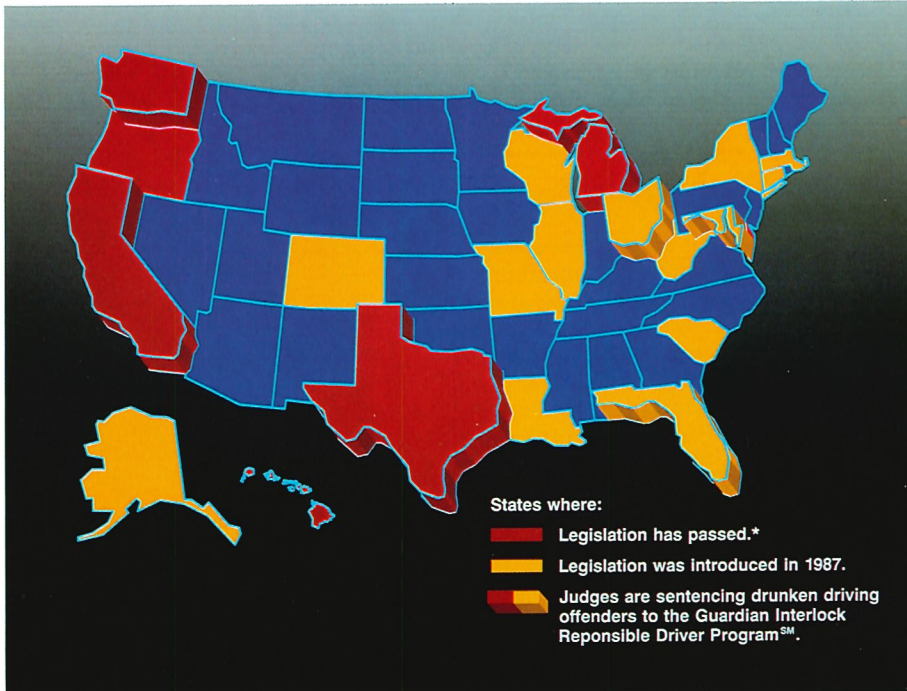 States where:
Legislation has passed.*
Legislation was introduced in 1987.
Judges are sentencing drunken driving
offenders to the Guardian Interlock
Reponsible Driver Program℠.